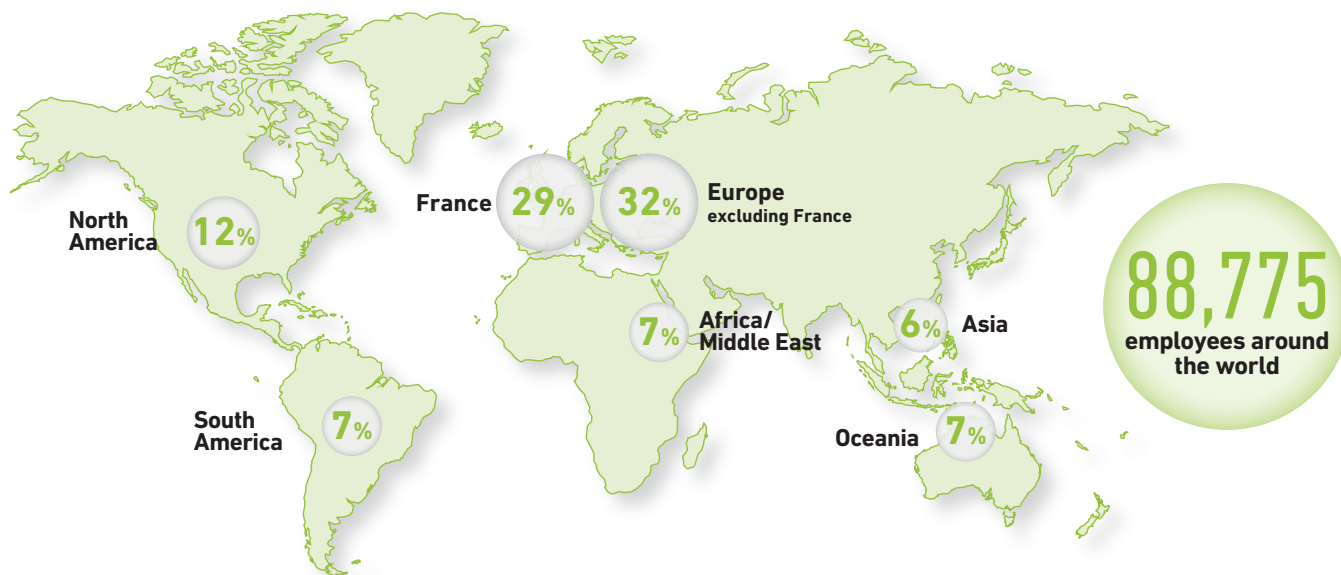 France
29%
32%
Europe
excluding France
North
America
12%
88,775
employees around
the world
7%
Africa/
Middle East
6%
Asia
South
America
7%
Oceania
7%